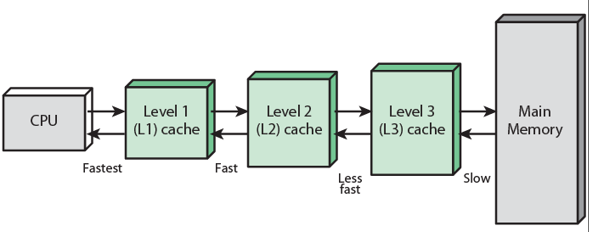 CPU
Level 1
(L1) cache
Level 2
(L2) cache
Level 3
(L3) cache
Main
Memory
Fastest
Fast
Less
fast
Slow